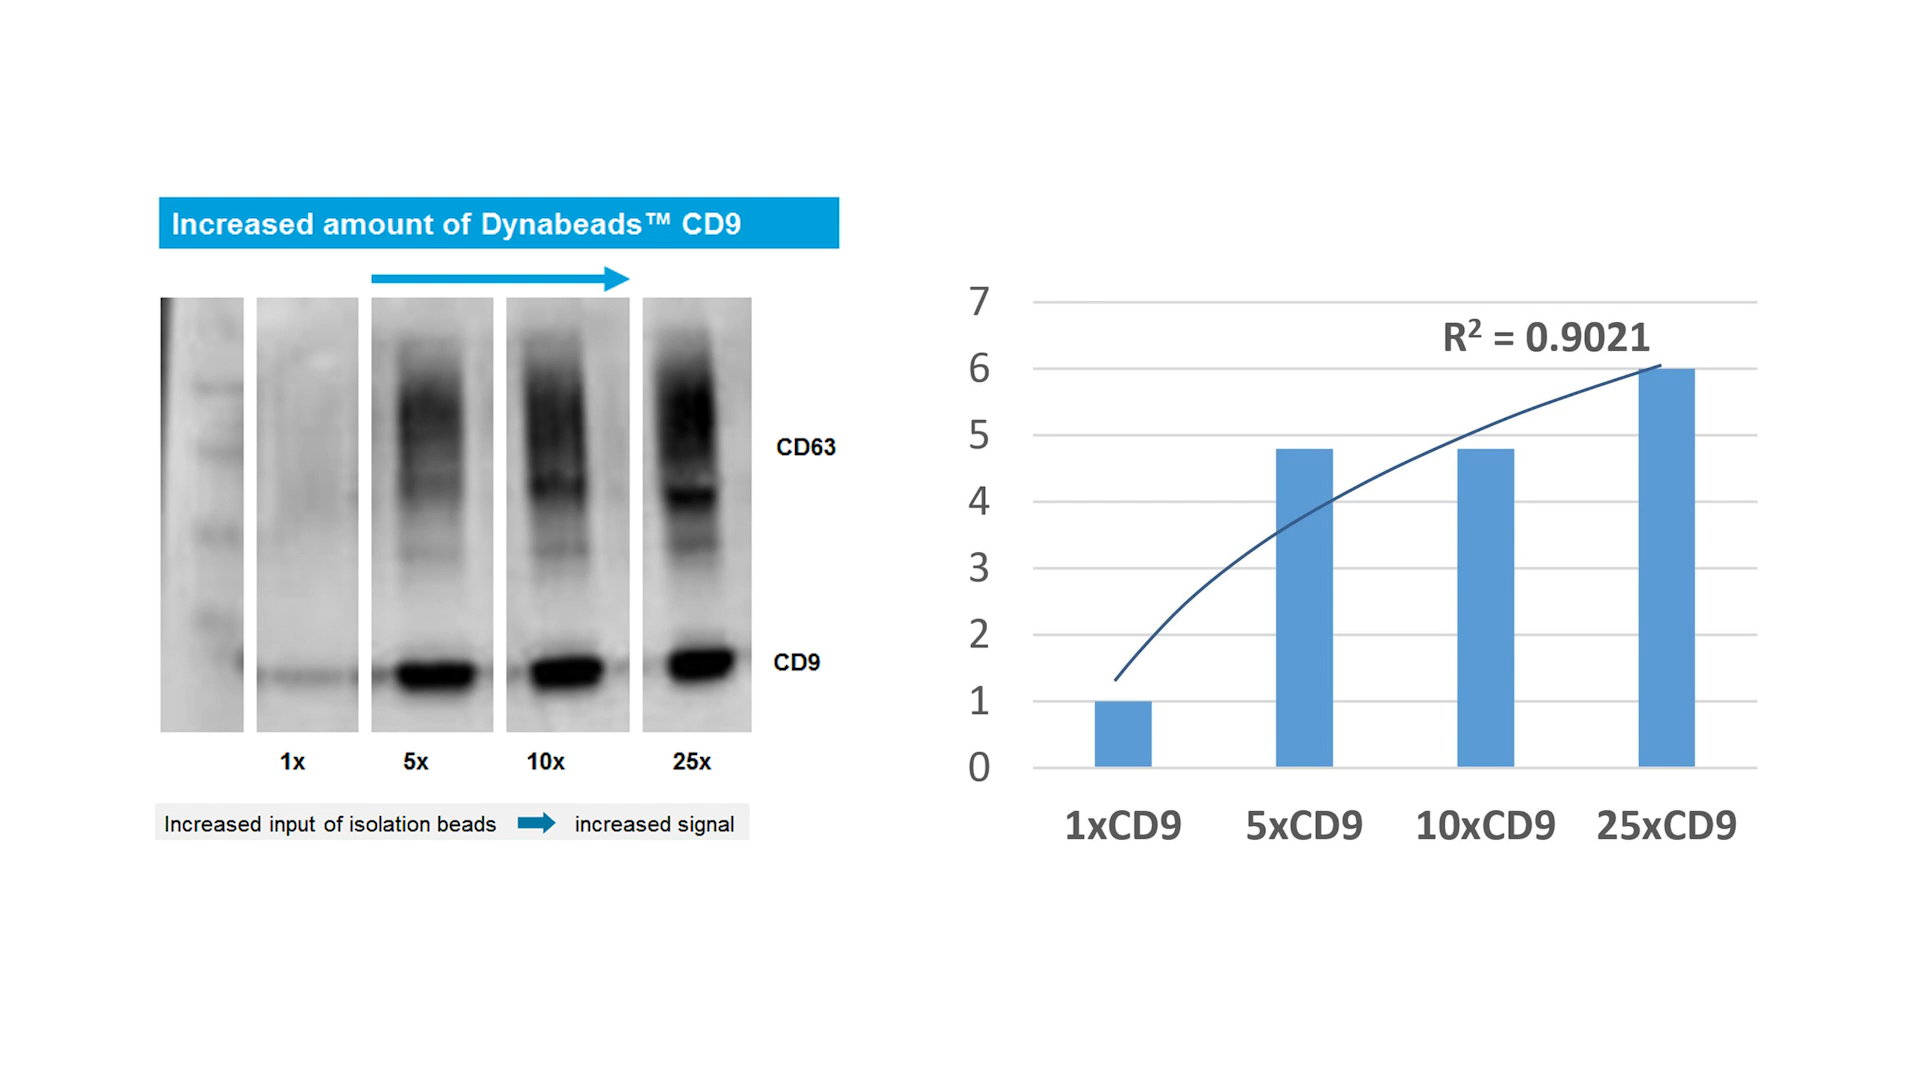 Increased amount of Dynabeads™ CD9
CD63
CD9
1x 5x 10x 25x
Increased input of isolation beads increased signal
7
R² = 0.9021
6
5
4
3
2
1
0
1xCD9 5xCD9 10xCD9 25xCD9